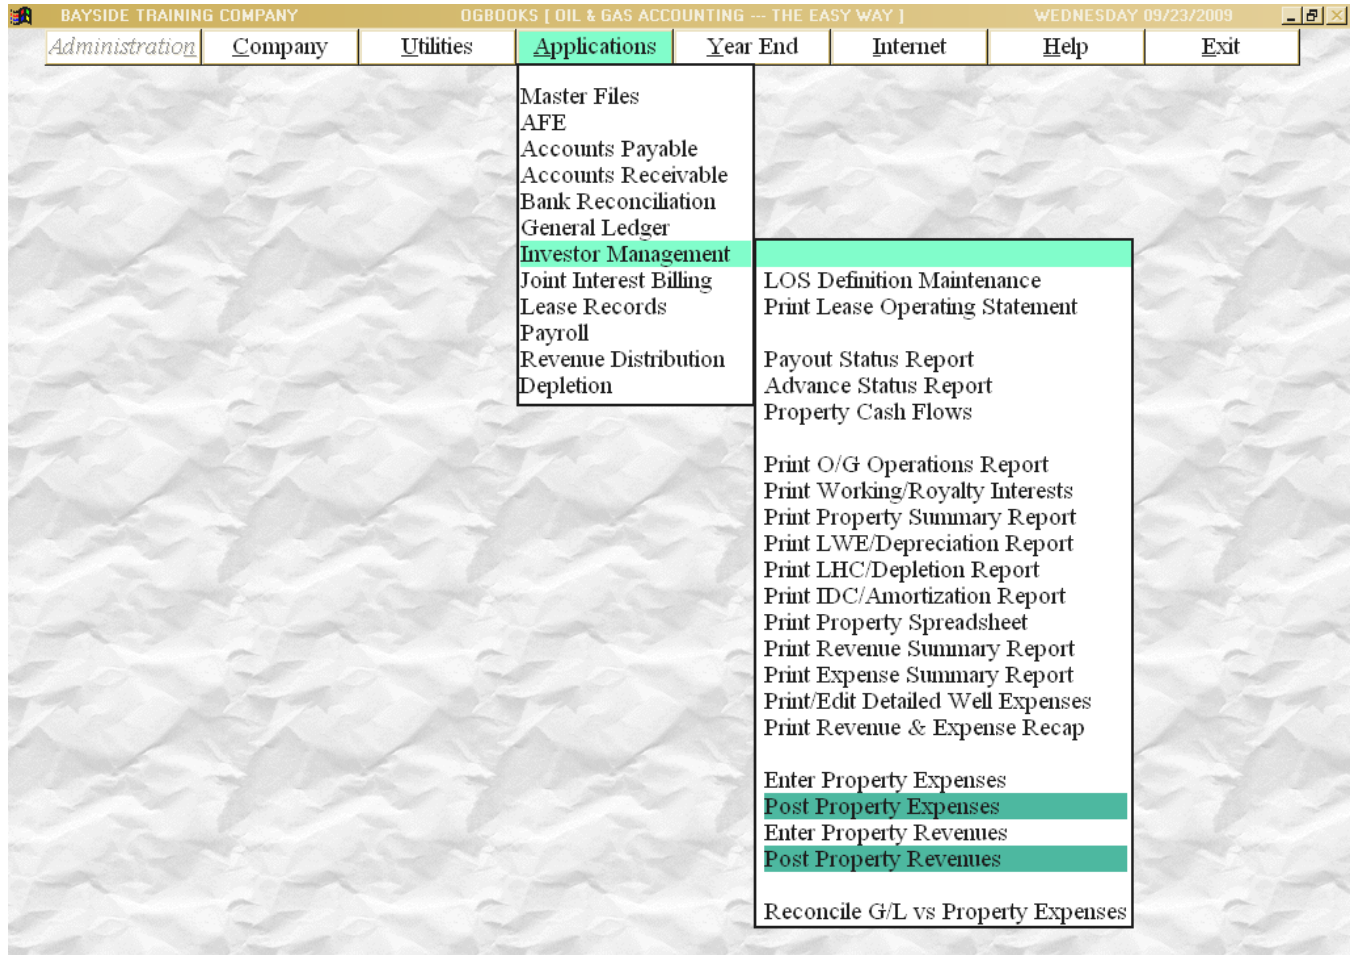 BAYSIDE TRAINING COMPANY OGBOOKS [ OIL & GAS ACCOUNTING --- THE EASY WAY ] WEDNESDAY 09/23/2009
Administration Company Utilities Applications Year End Internet Help Exit
Master Files
AFE
Accounts Payable
Accounts Receivable
Bank Reconciliation
General Ledger
Investor Management
Joint Interest Billing
Lease Records
Payroll
Revenue Distribution
Depletion
LOS Definition Maintenance
Print Lease Operating Statement
Payout Status Report
Advance Status Report
Property Cash Flows
Print O/G Operations Report
Print Working/Royalty Interests
Print Property Summary Report
Print LWE/Depreciation Report
Print LHC/Depletion Report
Print IDC/Amortization Report
Print Property Spreadsheet
Print Revenue Summary Report
Print Expense Summary Report
Print/Edit Detailed Well Expenses
Print Revenue & Expense Recap
Enter Property Expenses
Post Property Expenses
Enter Property Revenues
Post Property Revenues
Reconcile G/L vs Property Expenses